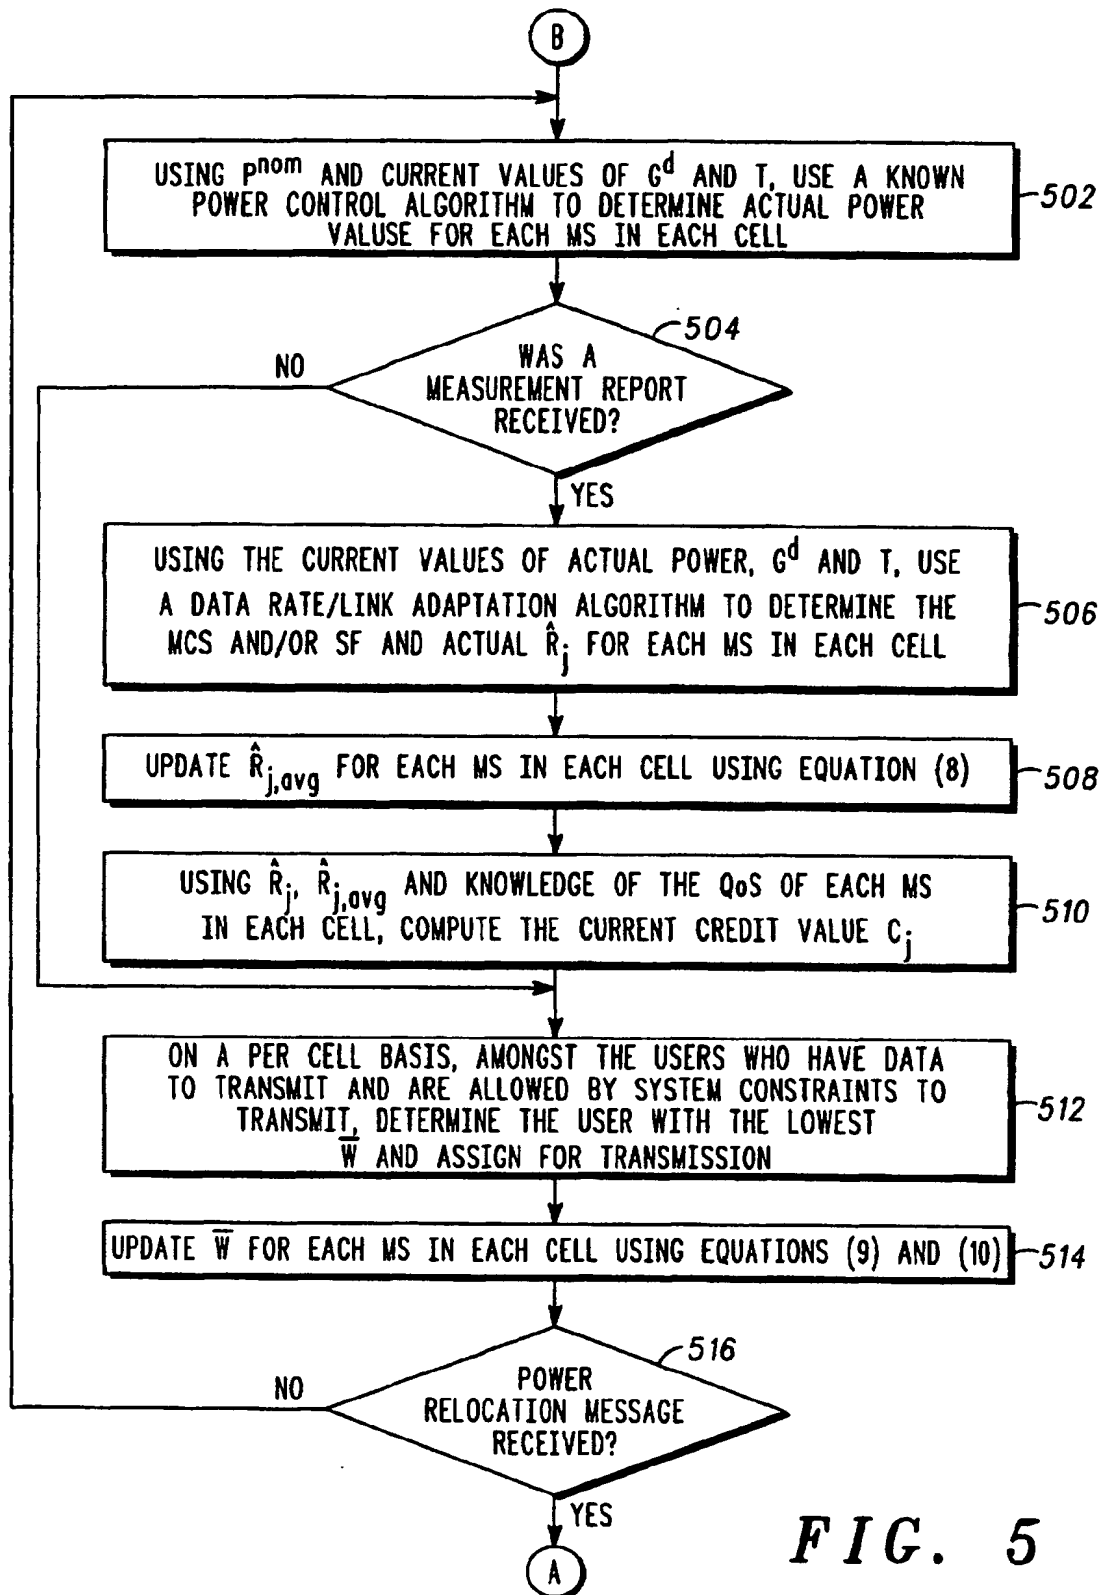 B
USING P^nom AND CURRENT VALUES OF G^d AND T, USE A KNOWN
POWER CONTROL ALGORITHM TO DETERMINE ACTUAL POWER
VALUSE FOR EACH MS IN EACH CELL
502
504
WAS A
MEASUREMENT REPORT
RECEIVED?
NO
YES
USING THE CURRENT VALUES OF ACTUAL POWER, G^d AND T, USE
A DATA RATE/LINK ADAPTATION ALGORITHM TO DETERMINE THE
MCS AND/OR SF AND ACTUAL R̂_j FOR EACH MS IN EACH CELL
506
UPDATE R̂_j,avg FOR EACH MS IN EACH CELL USING EQUATION (8)
508
USING R̂_j, R̂_j,avg AND KNOWLEDGE OF THE QoS OF EACH MS
IN EACH CELL, COMPUTE THE CURRENT CREDIT VALUE C_j
510
ON A PER CELL BASIS, AMONGST THE USERS WHO HAVE DATA
TO TRANSMIT AND ARE ALLOWED BY SYSTEM CONSTRAINTS TO
TRANSMIT, DETERMINE THE USER WITH THE LOWEST
W̅ AND ASSIGN FOR TRANSMISSION
512
UPDATE W̅ FOR EACH MS IN EACH CELL USING EQUATIONS (9) AND (10)
514
516
POWER
RELOCATION MESSAGE
RECEIVED?
NO
YES
A
FIG. 5